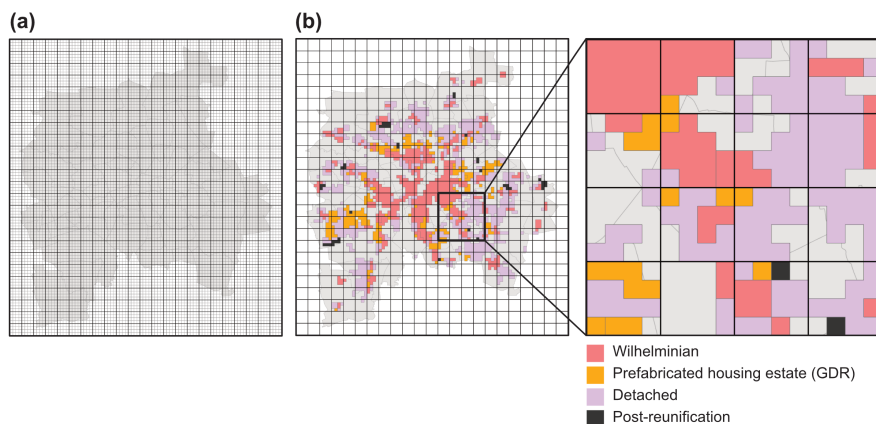 (a)
(b)
Wilhelminian
Prefabricated housing estate (GDR)
Detached
Post-reunification